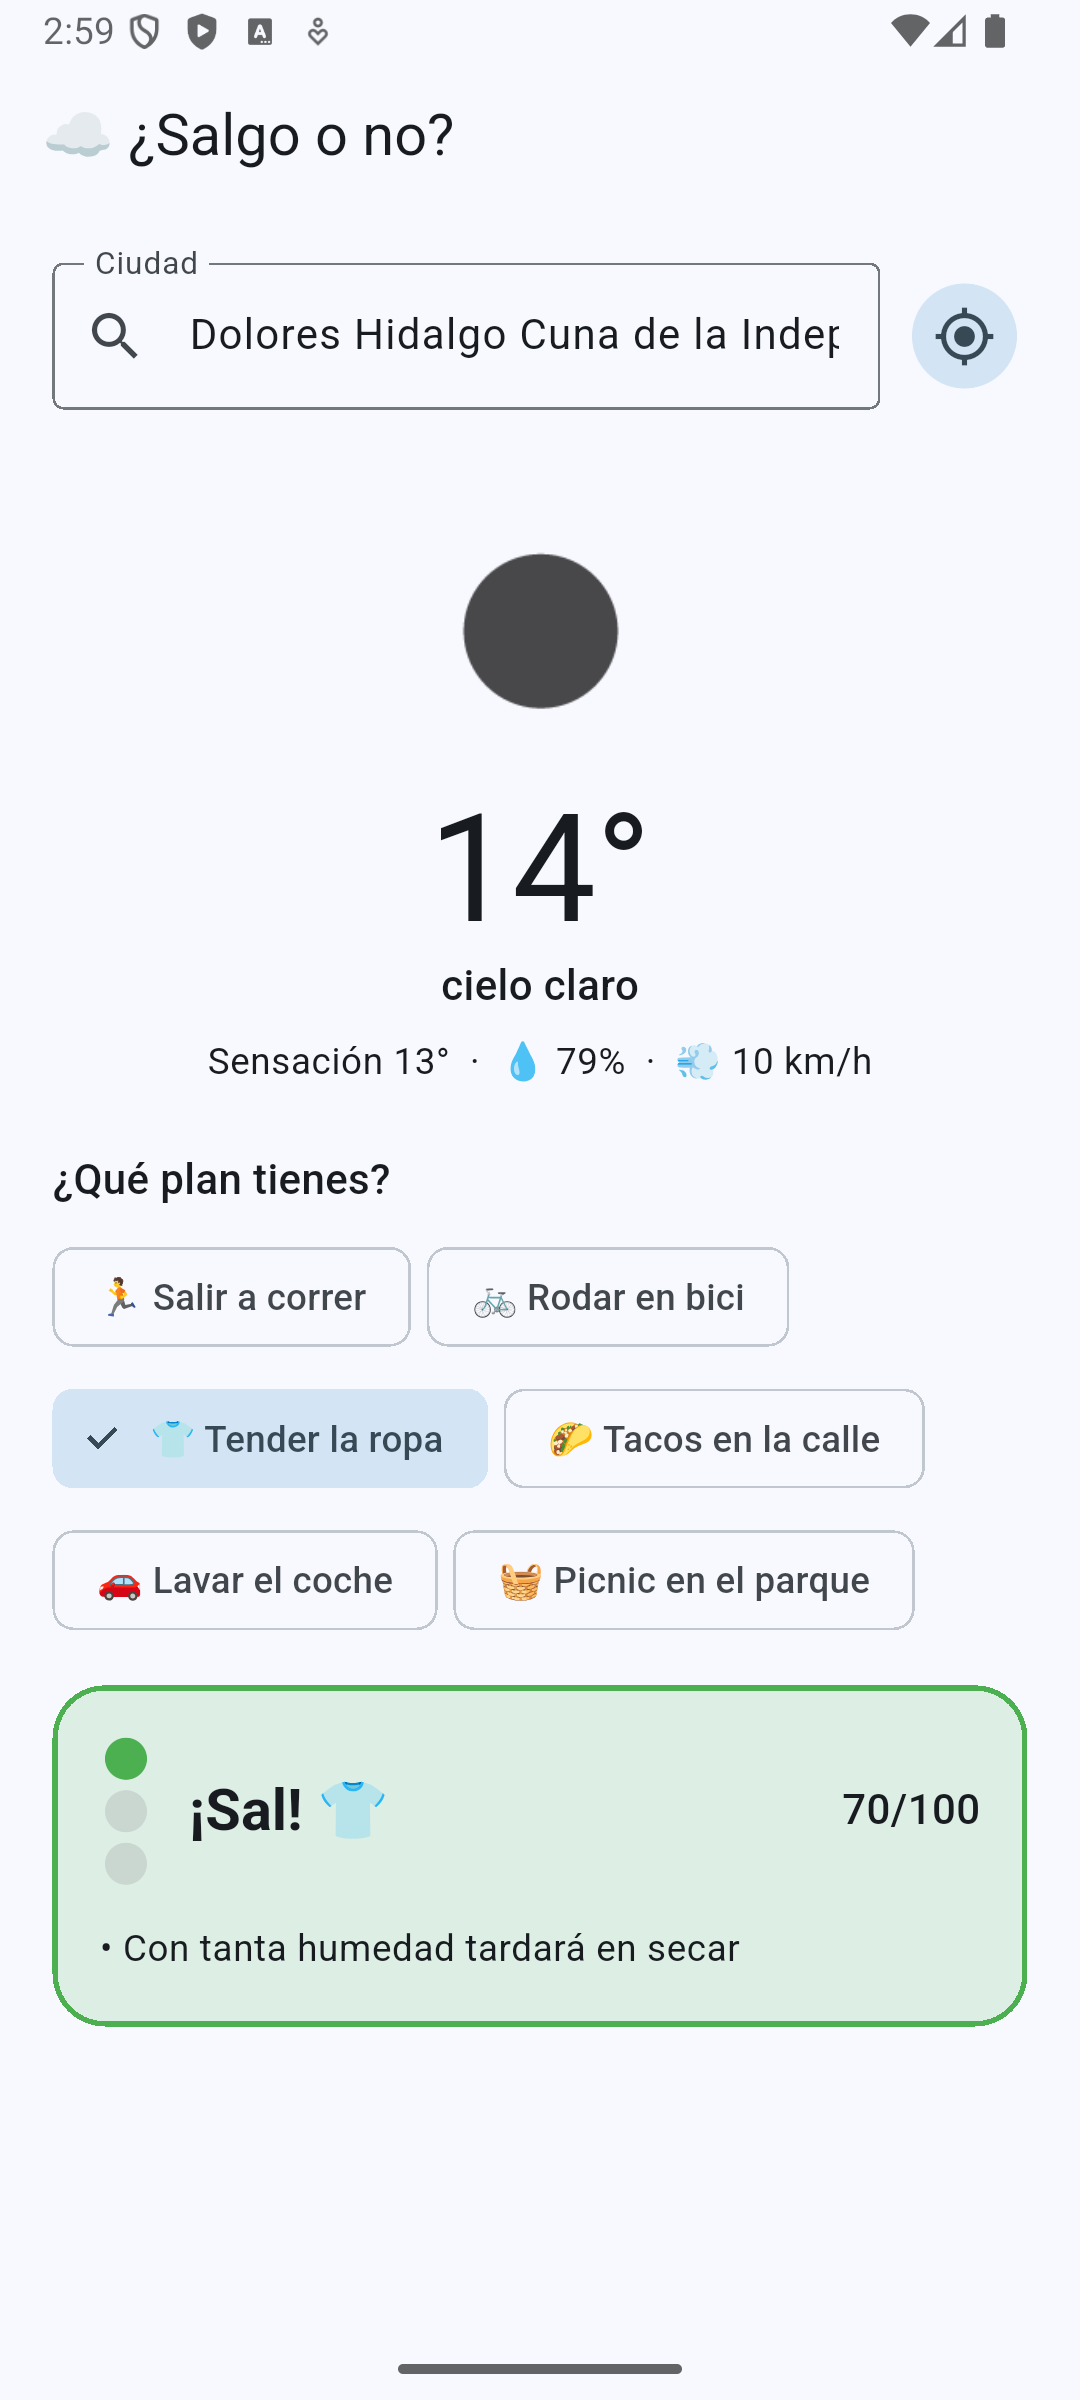 2:59
¿Salgo o no?
Ciudad
Dolores Hidalgo Cuna de la Indep
14°
cielo claro
Sensación 13° · 79% · 10 km/h
¿Qué plan tienes?
Salir a correr
Rodar en bici
Tender la ropa
Tacos en la calle
Lavar el coche
Picnic en el parque
¡Sal!
70/100
• Con tanta humedad tardará en secar